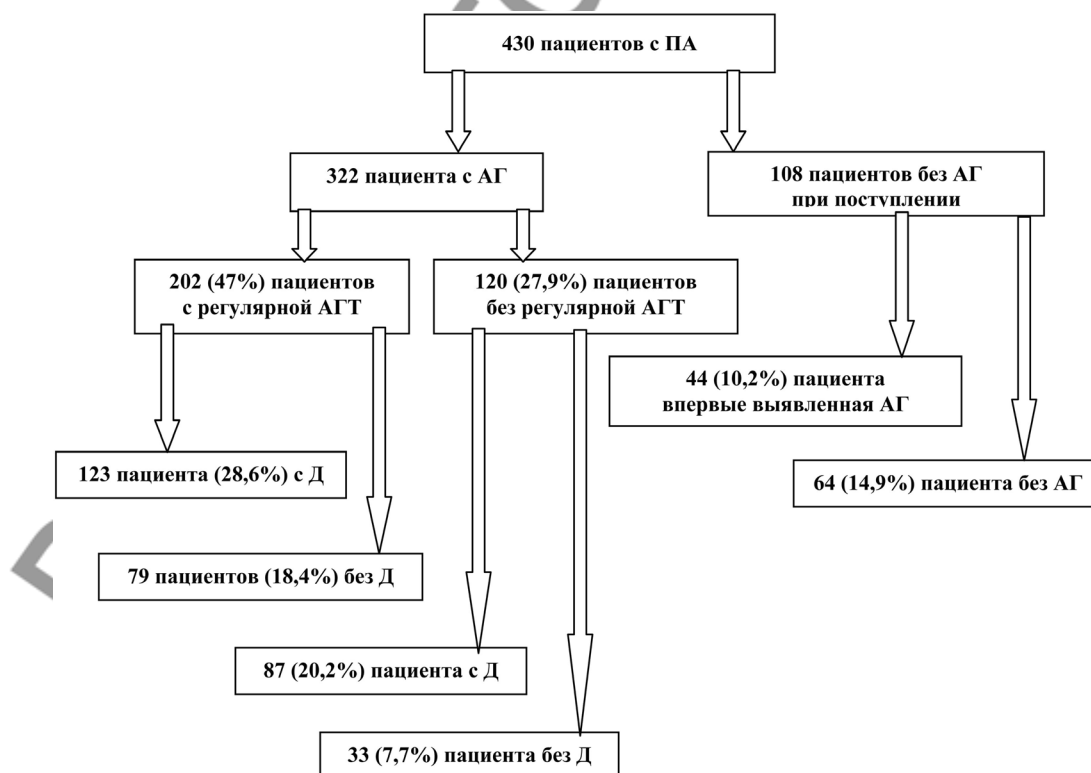 430 пациентов с ПА
322 пациента с АГ
108 пациентов без АГ
при поступлении
202 (47%) пациентов
с регулярной АГТ
120 (27,9%) пациентов
без регулярной АГТ
44 (10,2%) пациента
впервые выявленная АГ
123 пациента (28,6%) с Д
64 (14,9%) пациента без АГ
79 пациентов (18,4%) без Д
87 (20,2%) пациента с Д
33 (7,7%) пациента без Д